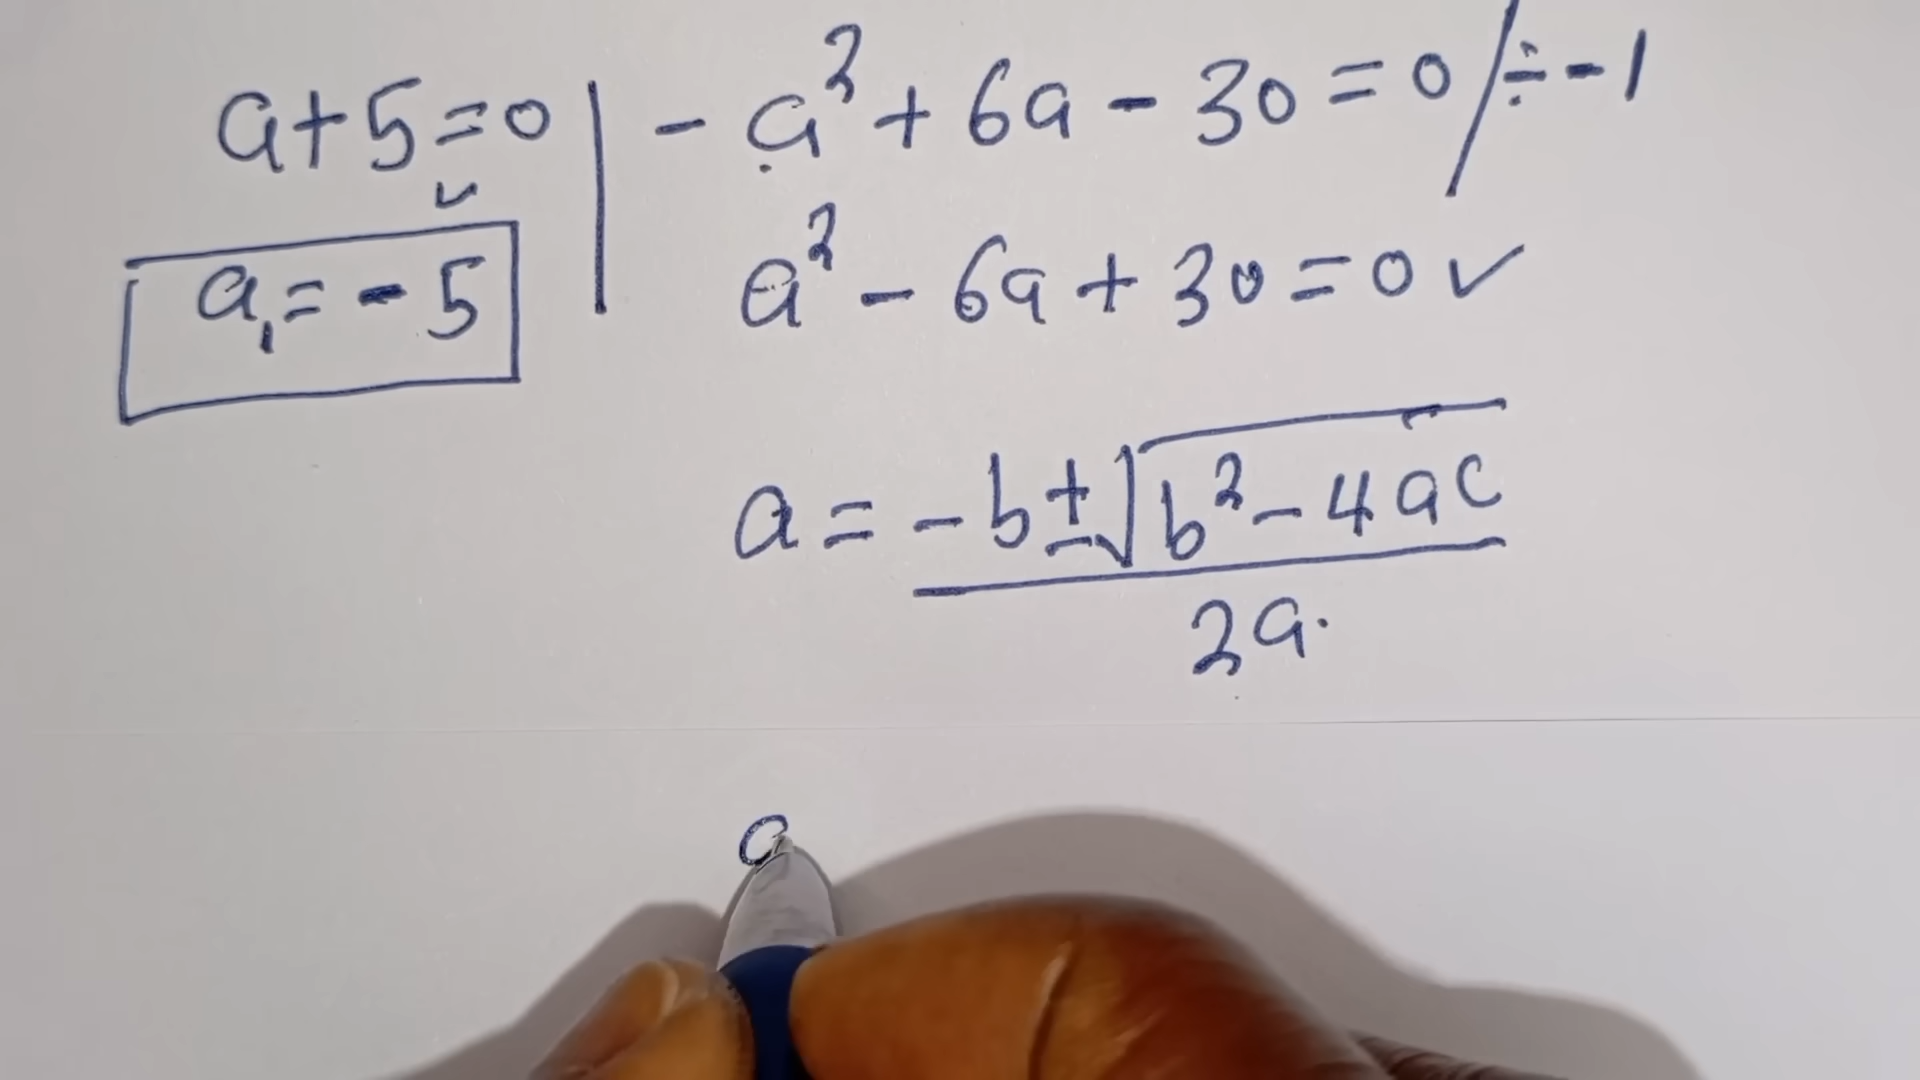 a+5=0 | -a²+6a-30=0 / ÷-1
a₁=-5
a²-6a+30=0 ✓
a = -b±√b²-4ac
2a.
a